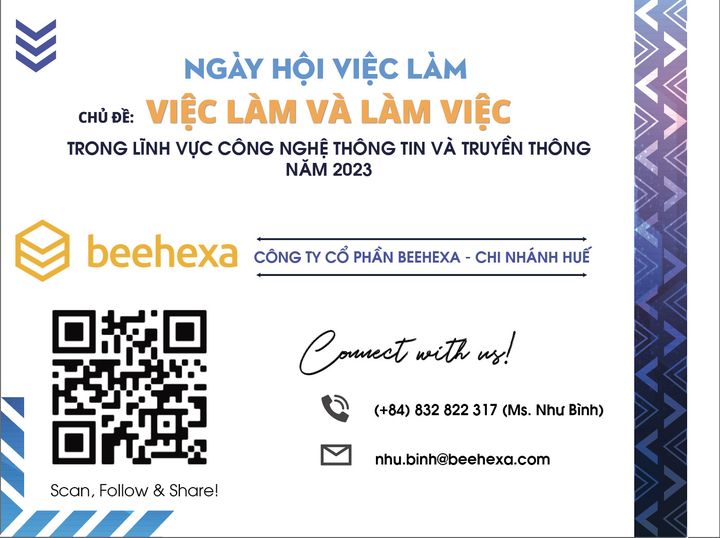 NGÀY HỘI VIỆC LÀM
CHỦ ĐỀ: VIỆC LÀM VÀ LÀM VIỆC
TRONG LĨNH VỰC CÔNG NGHỆ THÔNG TIN VÀ TRUYỀN THÔNG
NĂM 2023
beehexa
CÔNG TY CỔ PHẦN BEEHEXA - CHI NHÁNH HUẾ
Connect with us!
(+84) 832 822 317 (Ms. Như Bình)
nhu.binh@beehexa.com
Scan, Follow & Share!